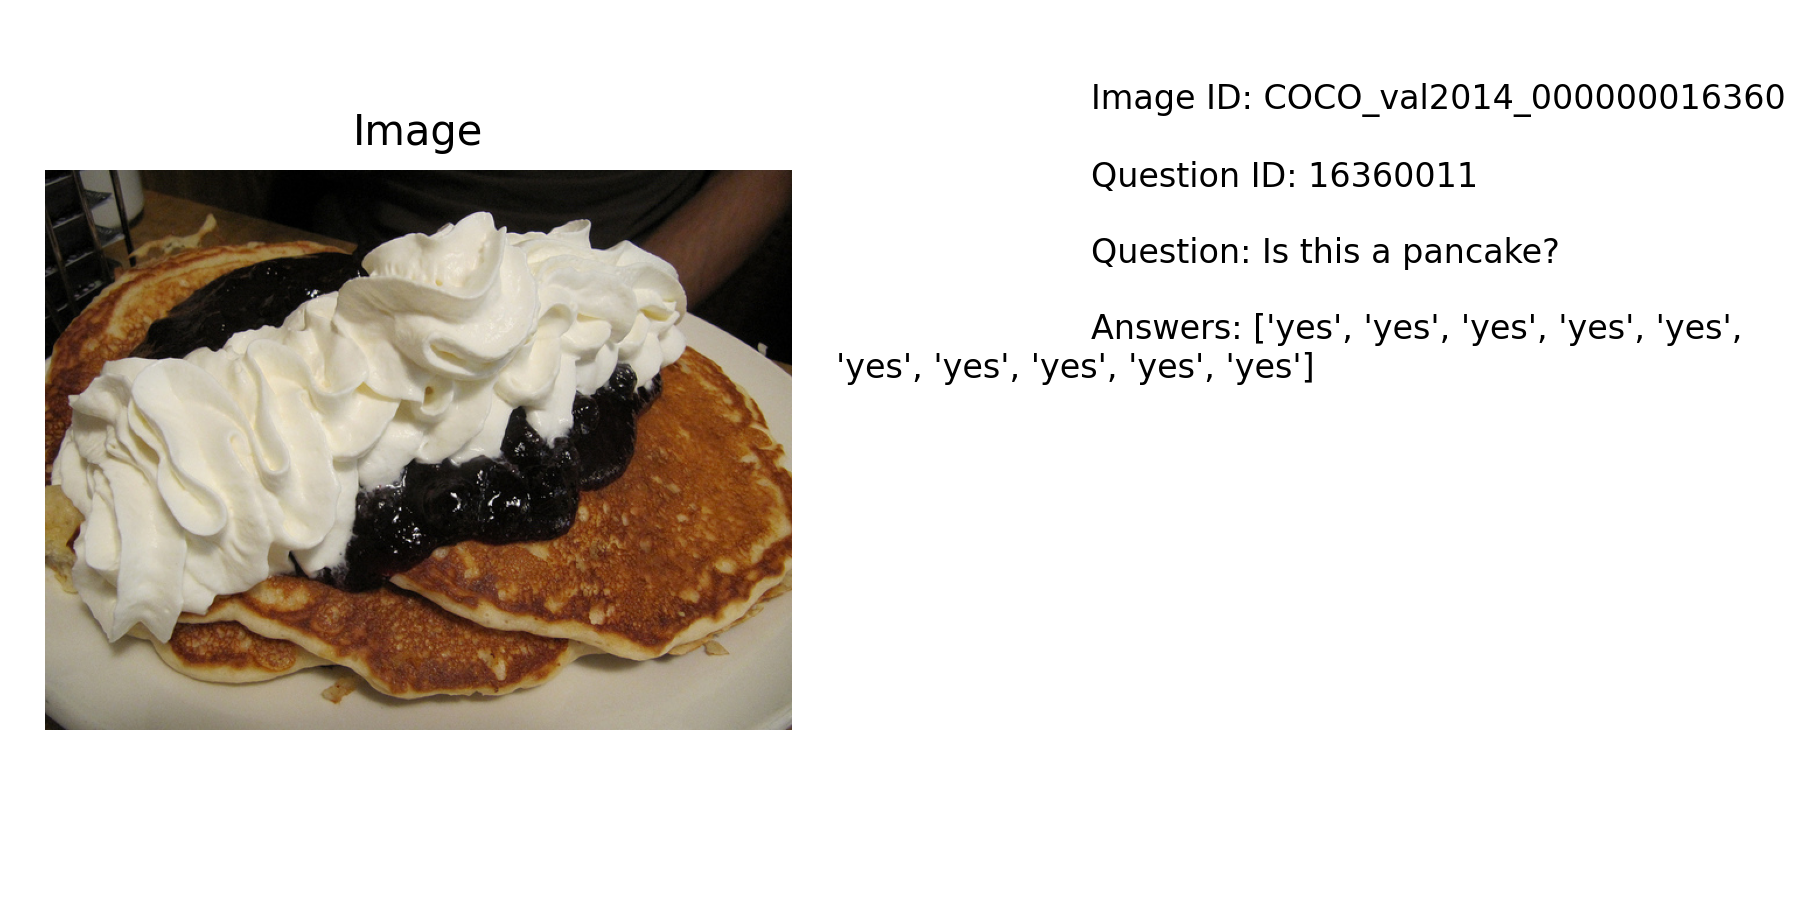 Image
Image ID: COCO_val2014_000000016360
Question ID: 16360011
Question: Is this a pancake?
Answers: ['yes', 'yes', 'yes', 'yes', 'yes',
'yes', 'yes', 'yes', 'yes', 'yes']